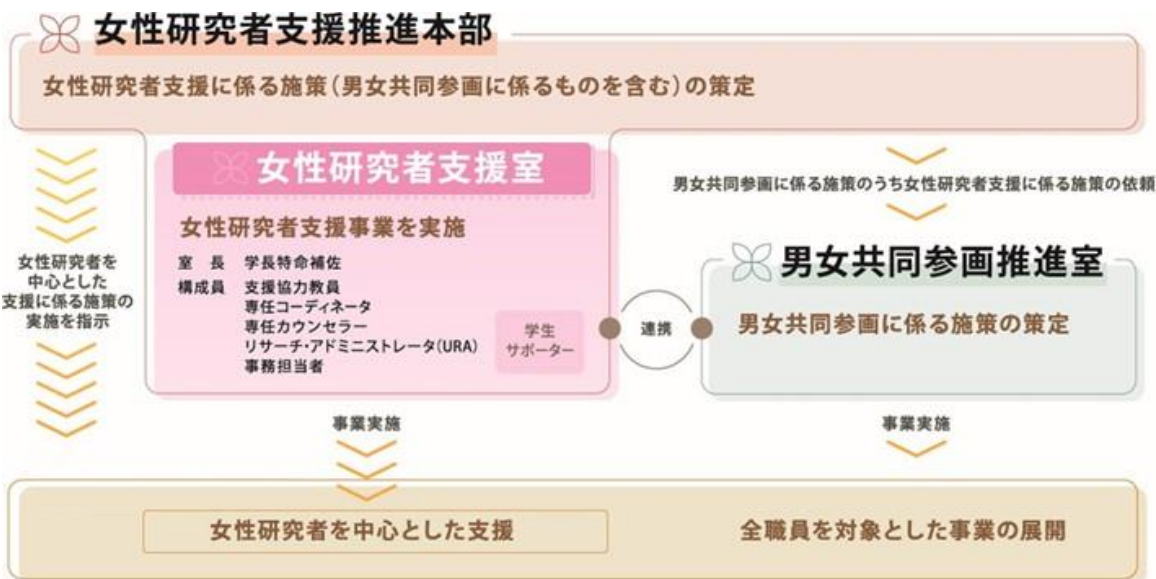 女性研究者支援推進本部
女性研究者支援に係る施策（男女共同参画に係るものを含む）の策定
女性研究者支援室
女性研究者支援事業を実施
室　長　学長特命補佐
構成員　支援協力教員
専任コーディネータ
専任カウンセラー
リサーチ・アドミニストレータ（URA）
事務担当者
学生
サポーター
連携
女性研究者を
中心とした
支援に係る施策の
実施を指示
男女共同参画に係る施策のうち女性研究者支援に係る施策の依頼
男女共同参画推進室
男女共同参画に係る施策の策定
事業実施
事業実施
女性研究者を中心とした支援
全職員を対象とした事業の展開